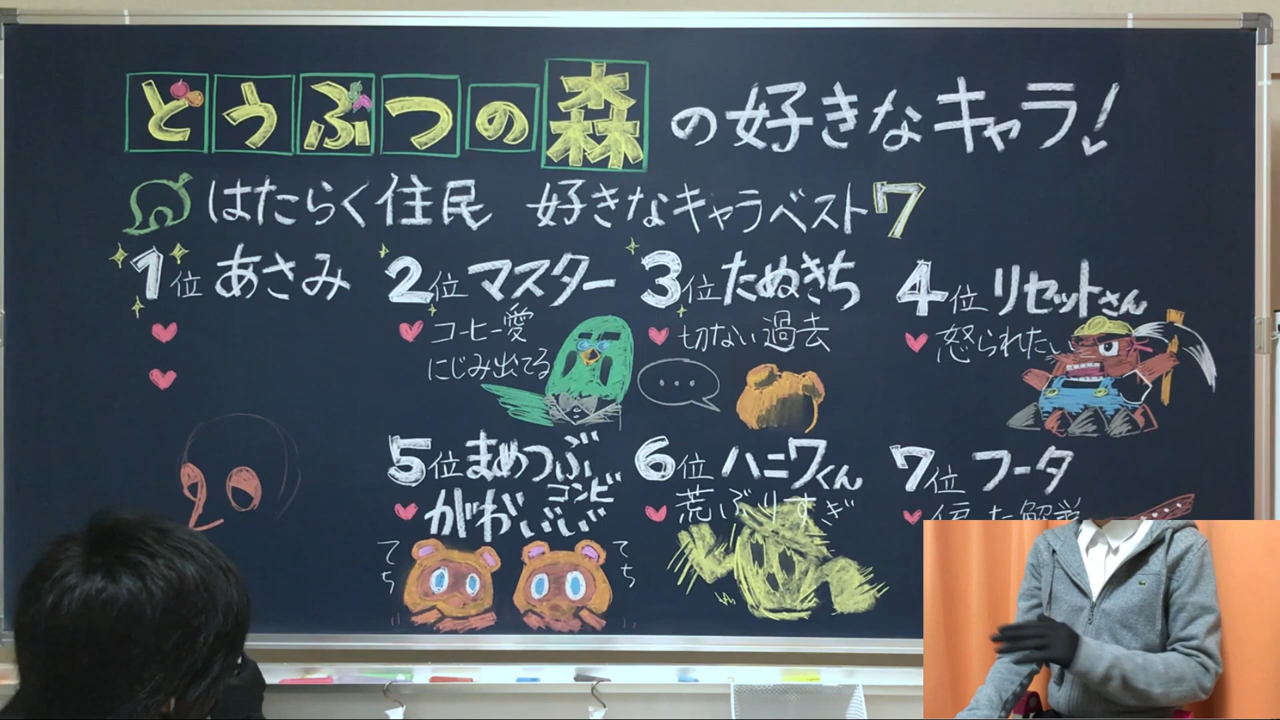 どうぶつの森の好きなキャラ!
はたらく住民 好きなキャラベスト7
1位 あさみ
2位 マスター
コーヒー愛
にじみ出てる
3位 たぬきち
切ない過去
...
4位 リセットさん
怒られたい
5位 まめつぶ
コンビ
がわいいい
てち
てち
6位 ハニワくん
荒ぶりすぎ
7位 フータ